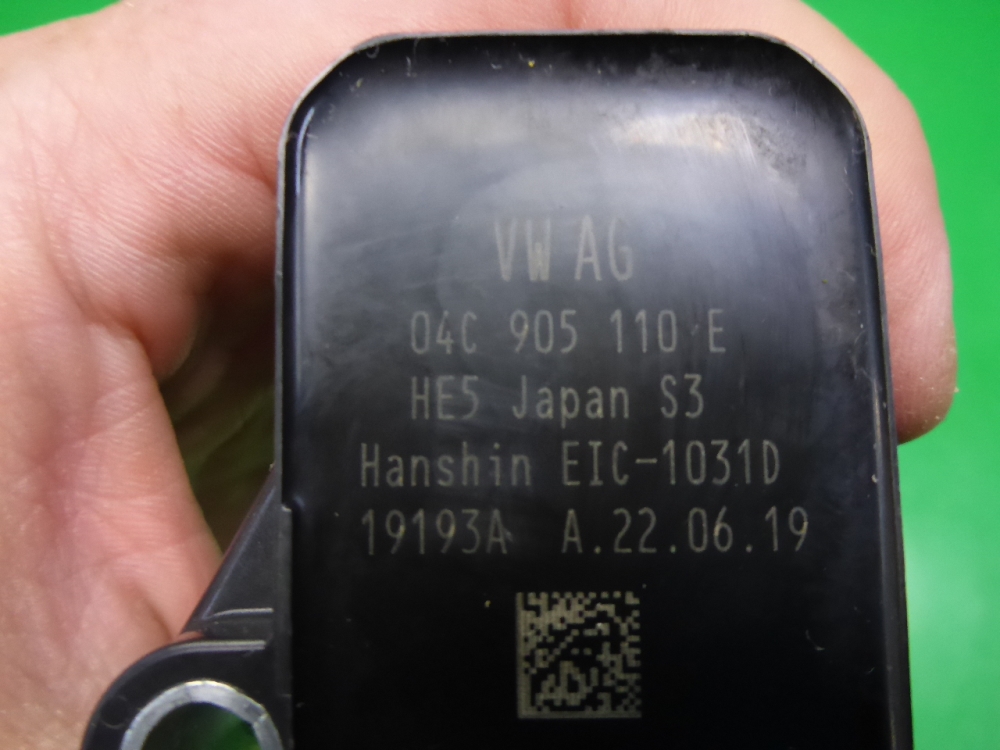 VW AG
04C 905 110 E
HE5 Japan S3
Hanshin EIC-1031D
19193A A.22.06.19